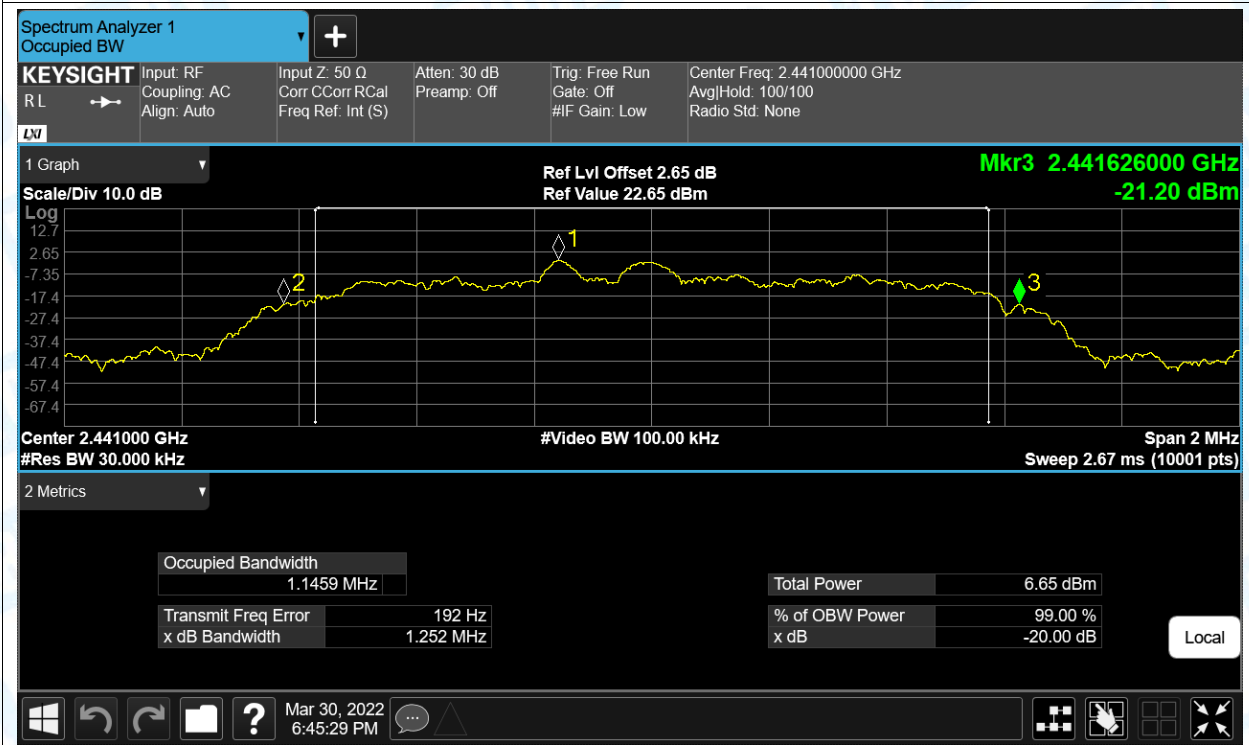 Spectrum Analyzer 1
Occupied BW
KEYSIGHT
R L
LXI
Input: RF
Coupling: AC
Align: Auto
Input Z: 50 Ω
Corr CCorr RCal
Freq Ref: Int (S)
Atten: 30 dB
Preamp: Off
Trig: Free Run
Gate: Off
#IF Gain: Low
Center Freq: 2.441000000 GHz
Avg|Hold: 100/100
Radio Std: None
1 Graph
Scale/Div 10.0 dB
Ref Lvl Offset 2.65 dB
Ref Value 22.65 dBm
Mkr3 2.441626000 GHz
-21.20 dBm
Log
12.7
2.65
-7.35
-17.4
-27.4
-37.4
-47.4
-57.4
-67.4
1
2
3
Center 2.441000 GHz
#Res BW 30.000 kHz
#Video BW 100.00 kHz
Span 2 MHz
Sweep 2.67 ms (10001 pts)
2 Metrics
Occupied Bandwidth
1.1459 MHz
Transmit Freq Error 192 Hz
x dB Bandwidth 1.252 MHz
Total Power 6.65 dBm
% of OBW Power 99.00 %
x dB -20.00 dB
Local
?
Mar 30, 2022
6:45:29 PM